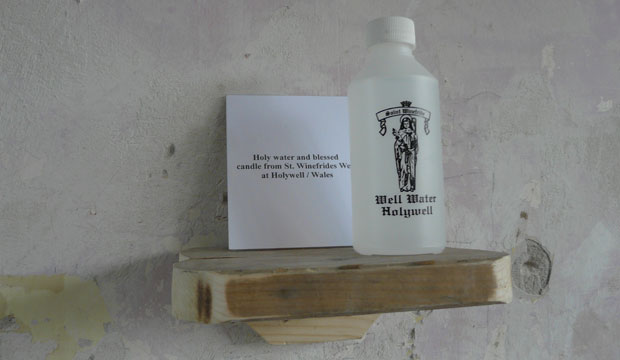 Holy water and blessed
candle from St. Winefrides We
at Holywell / Wales
Saint Winefride
Well Water
Holywell